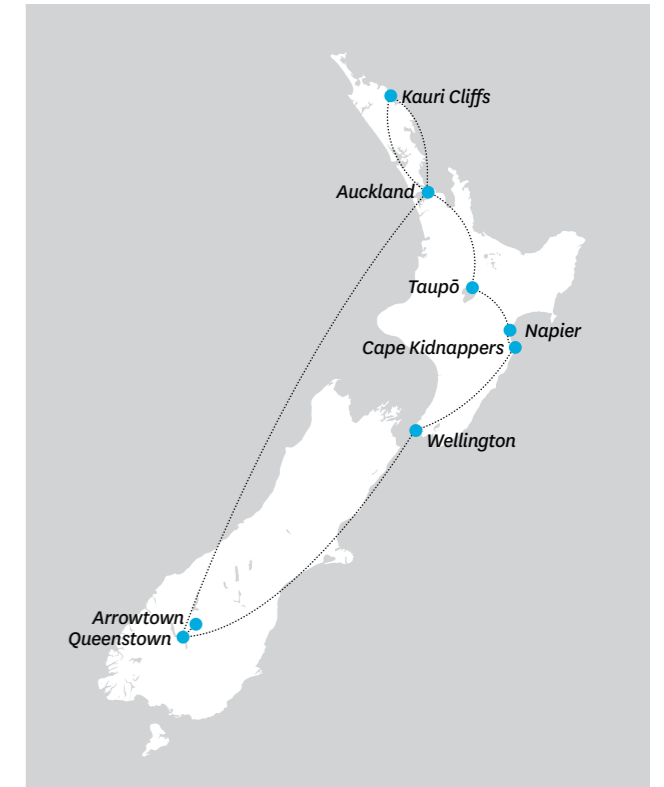 Kauri Cliffs
Auckland
Taupō
Napier
Cape Kidnappers
Wellington
Arrowtown
Queenstown